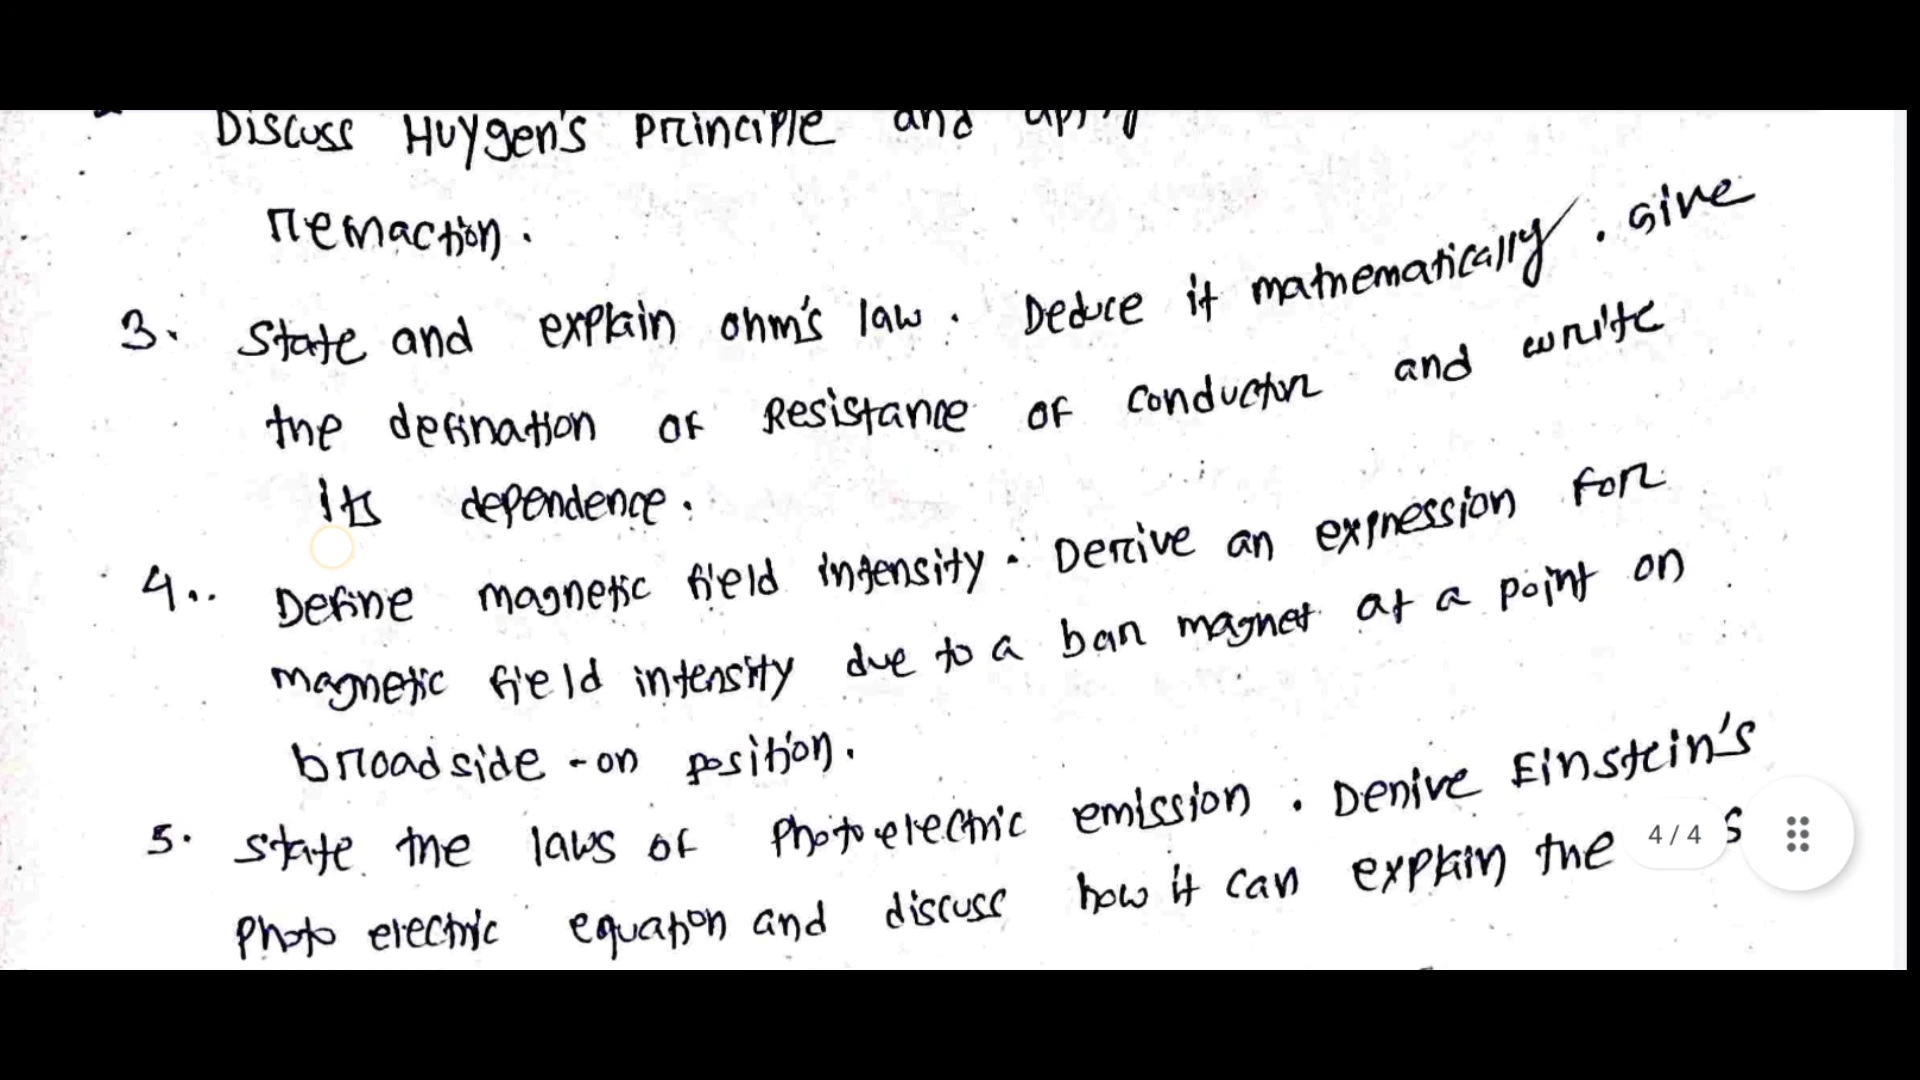 Discuss Huygen's principle and
refraction.
3. State and explain ohm's law. Deduce it mathematically. Give
the defination of Resistance of conductor and write
its dependence.
4.. Define magnetic field intensity. Derive an expression for
magnetic field intensity due to a bar magnet at a point on
broad side-on position.
5. State the laws of Photo electric emission. Derive Einstein's
Photo electric equation and discuss how it can explain the
4 / 4